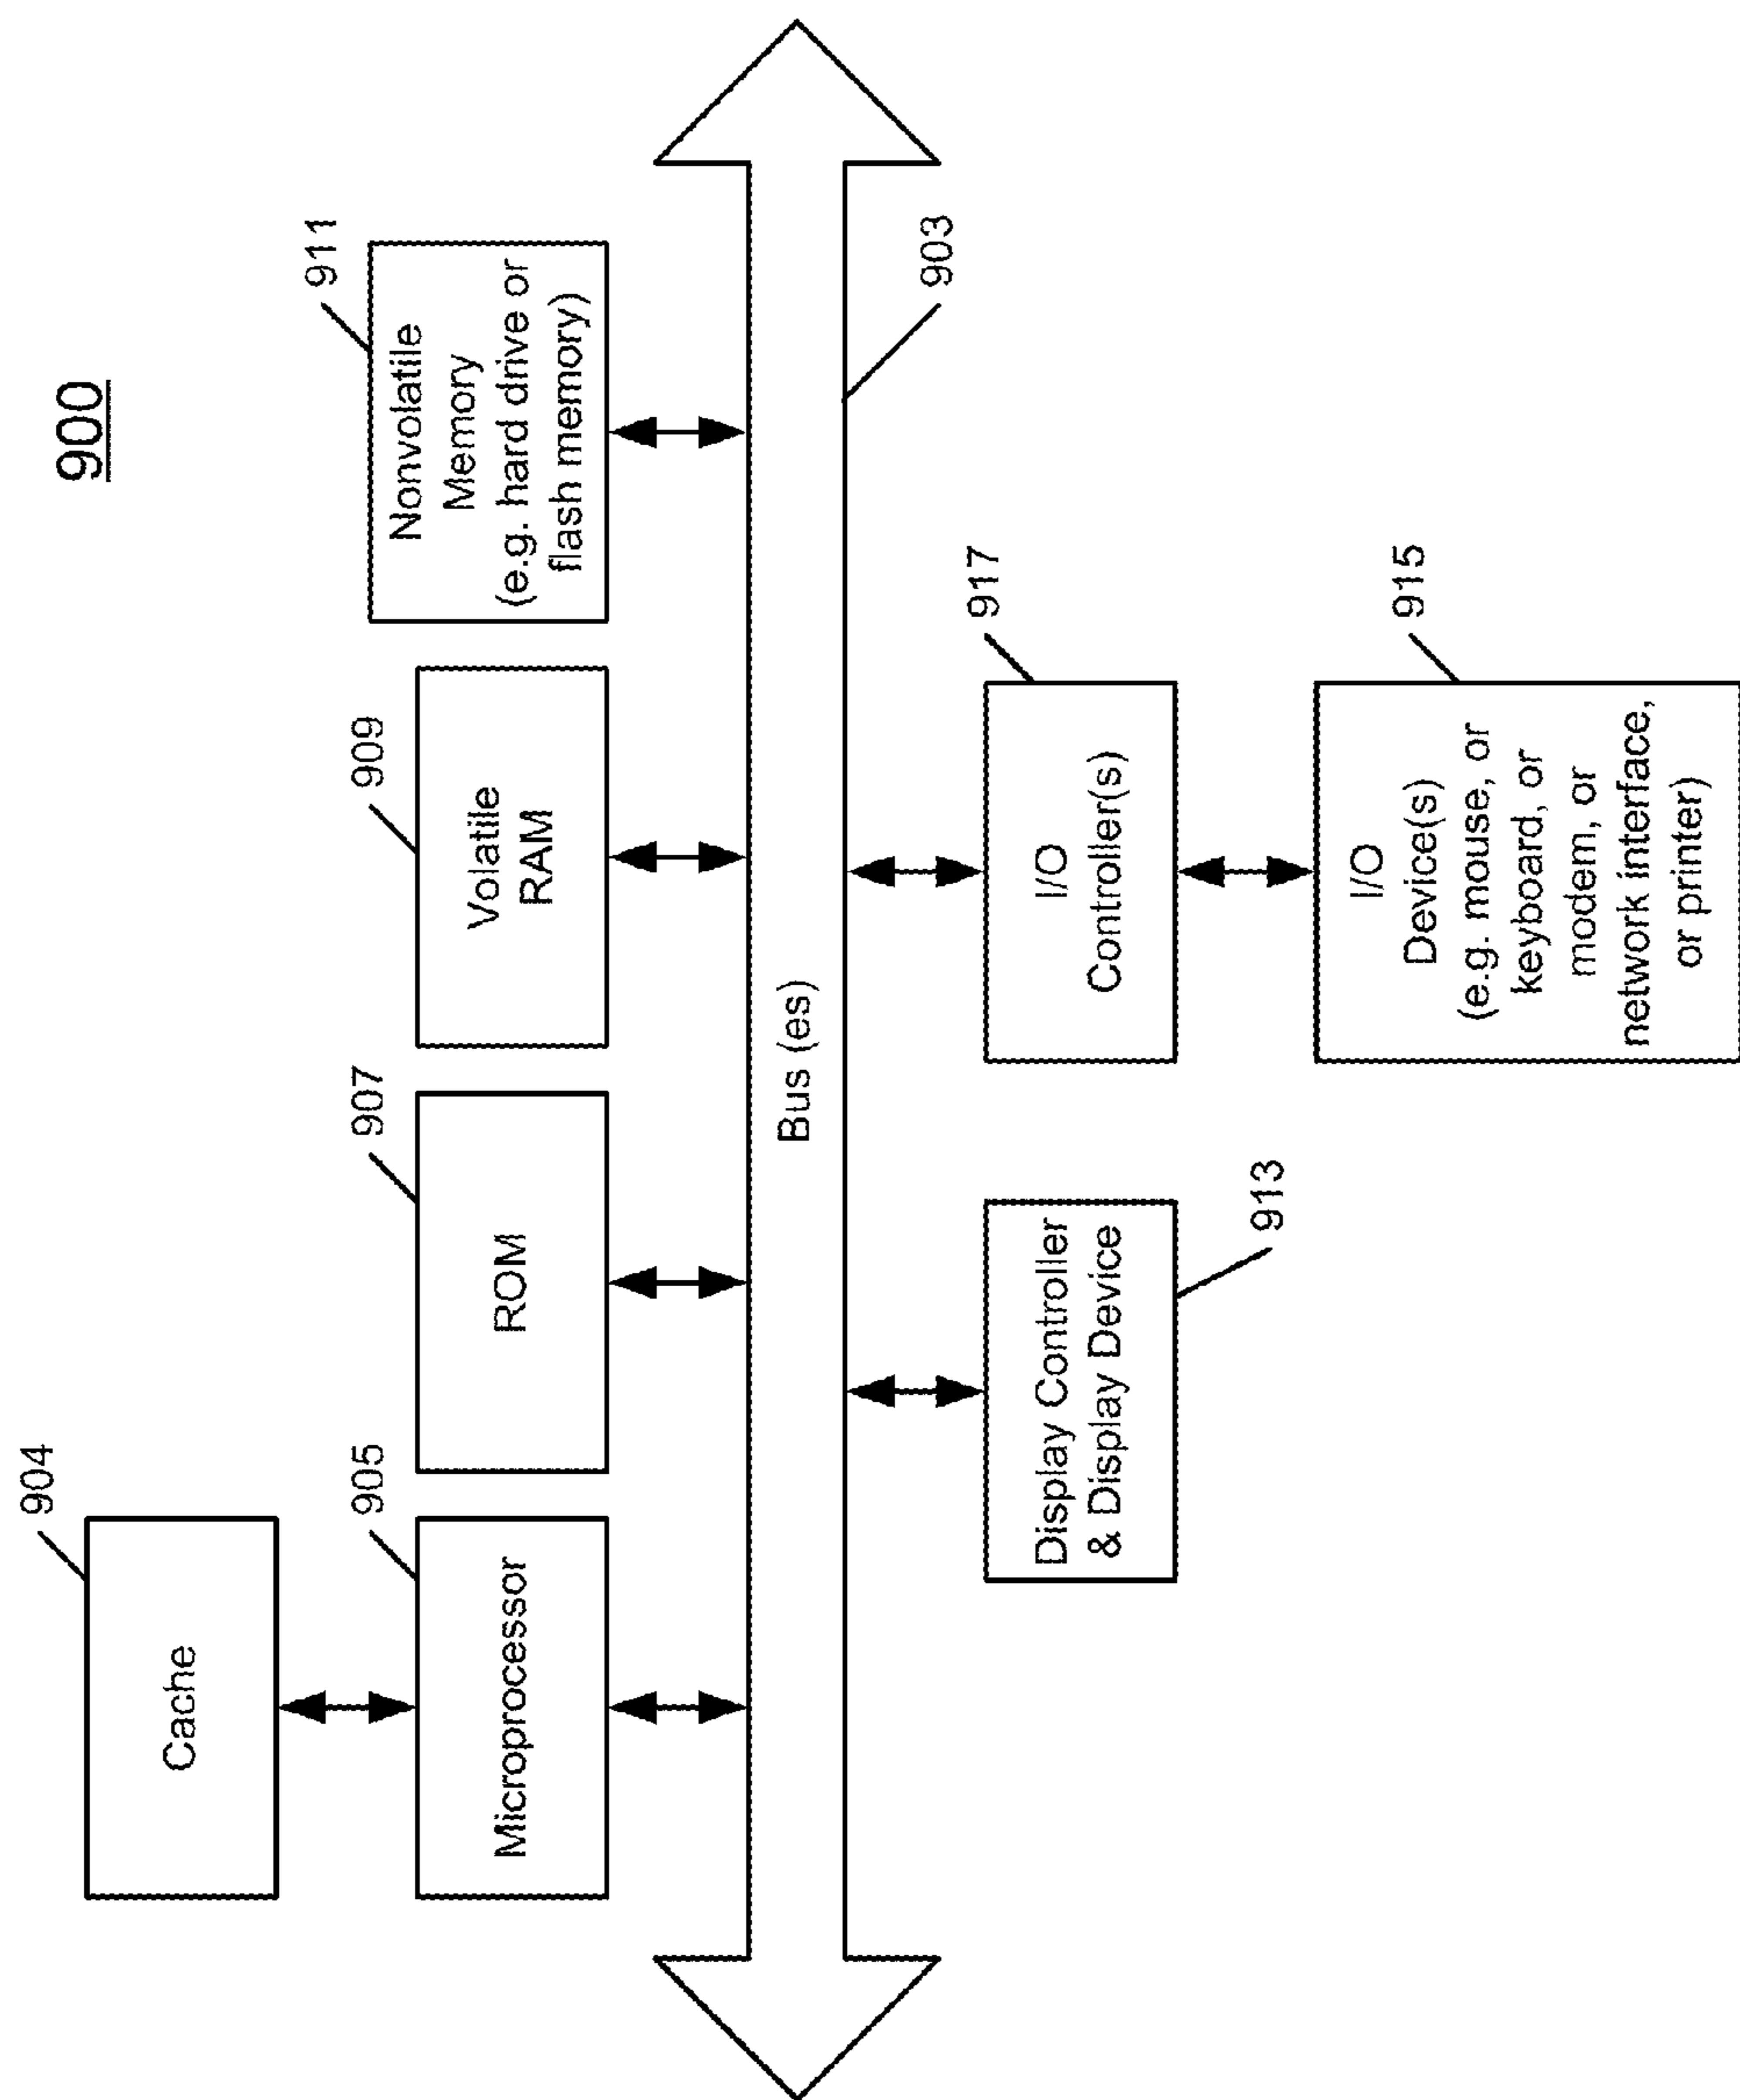 900
904
Cache
905
Microprocessor
907
ROM
909
Volatile
RAM
911
Nonvolatile
Memory
(e.g. hard drive or
flash memory)
Bus (es)
903
Display Controller
& Display Device
913
917
I/O
Controller(s)
915
I/O
Device(s)
(e.g. mouse, or
keyboard, or
modem, or
network interface,
or printer)